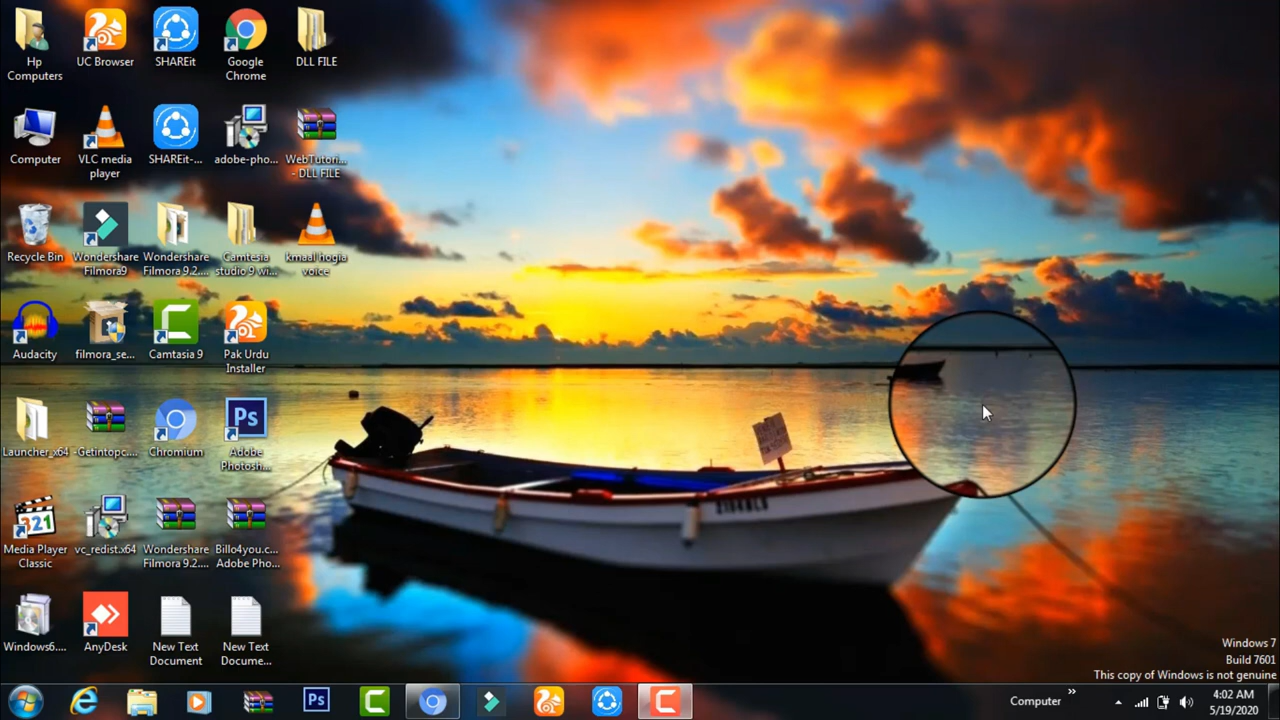 Hp
Computers
UC Browser
SHAREit
Google
Chrome
DLL FILE
Computer
VLC media
player
SHAREit-...
adobe-pho...
WebTutori...
- DLL FILE
Recycle Bin
Wondershare
Filmora9
Wondershare
Filmora 9.2....
Camtesia
studio 9 wi...
kmaal hogia
voice
Audacity
filmora_se...
Camtasia 9
Pak Urdu
Installer
Launcher_x64
-Getintopc....
Chromium
Ps
Adobe
Photosh...
321
Media Player
Classic
vc_redist.x64
Wondershare
Filmora 9.2....
Billo4you.c...
Adobe Pho...
Windows6....
AnyDesk
New Text
Document
New Text
Docume...
Windows 7
Build 7601
This copy of Windows is not genuine
Ps
Computer
4:02 AM
5/19/2020